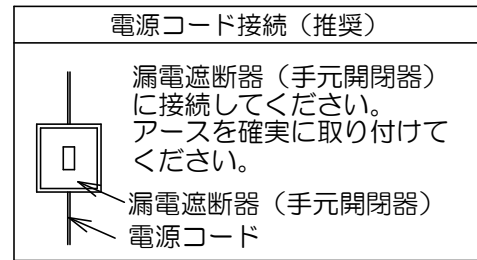 電源コード接続（推奨）
漏電遮断器（手元開閉器）
に接続してください。
アースを確実に取り付けて
ください。
漏電遮断器（手元開閉器）
電源コード